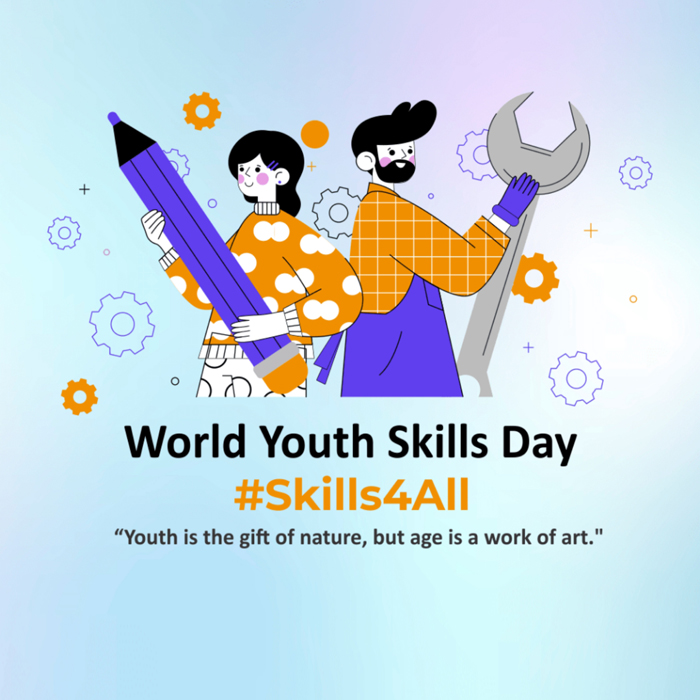 World Youth Skills Day
#Skills4All
“Youth is the gift of nature, but age is a work of art."